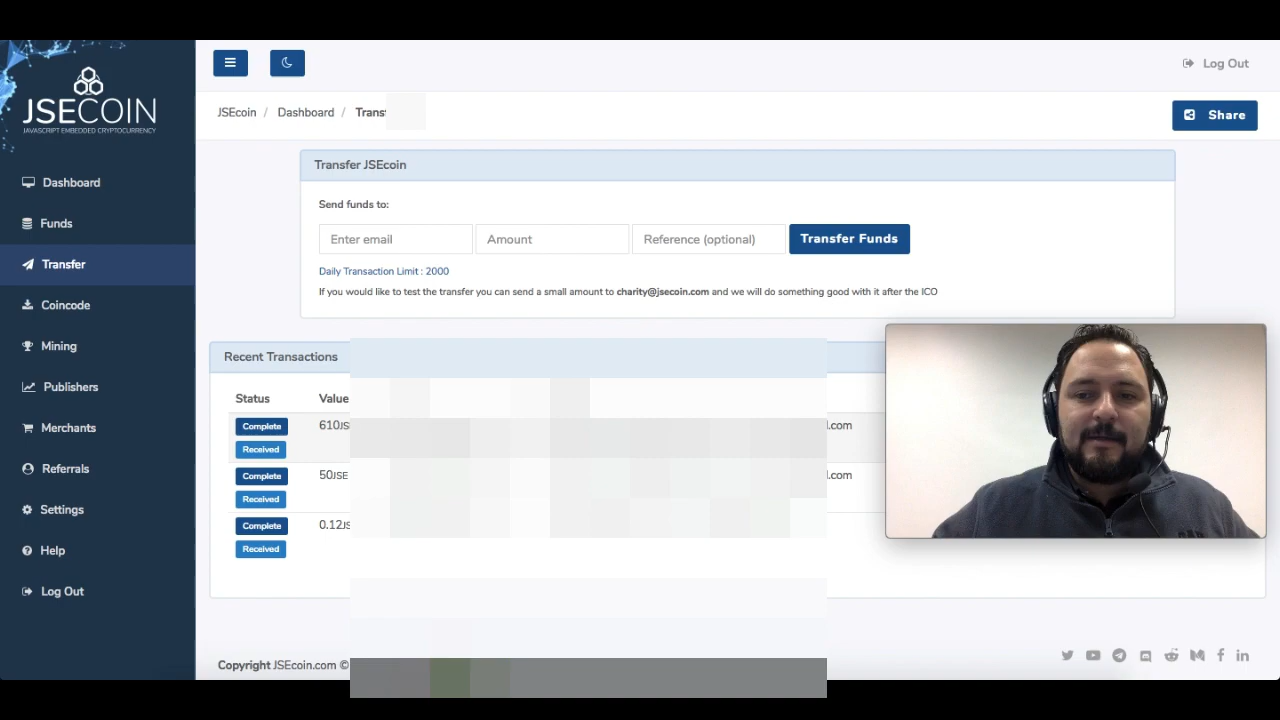 JSECOIN
JAVASCRIPT EMBEDDED CRYPTOCURRENCY
Dashboard
Funds
Transfer
Coincode
Mining
Publishers
Merchants
Referrals
Settings
Help
Log Out
Log Out
JSEcoin / Dashboard /
Share
Transfer JSEcoin
Send funds to:
Enter email Amount Reference (optional) Transfer Funds
Daily Transaction Limit : 2000
If you would like to test the transfer you can send a small amount to charity@jsecoin.com and we will do something good with it after the ICO
Recent Transactions
Status Value
Complete 610 .com
Received
Complete 50JSE .com
Received
Complete 0.12
Received
Copyright JSEcoin.com ©